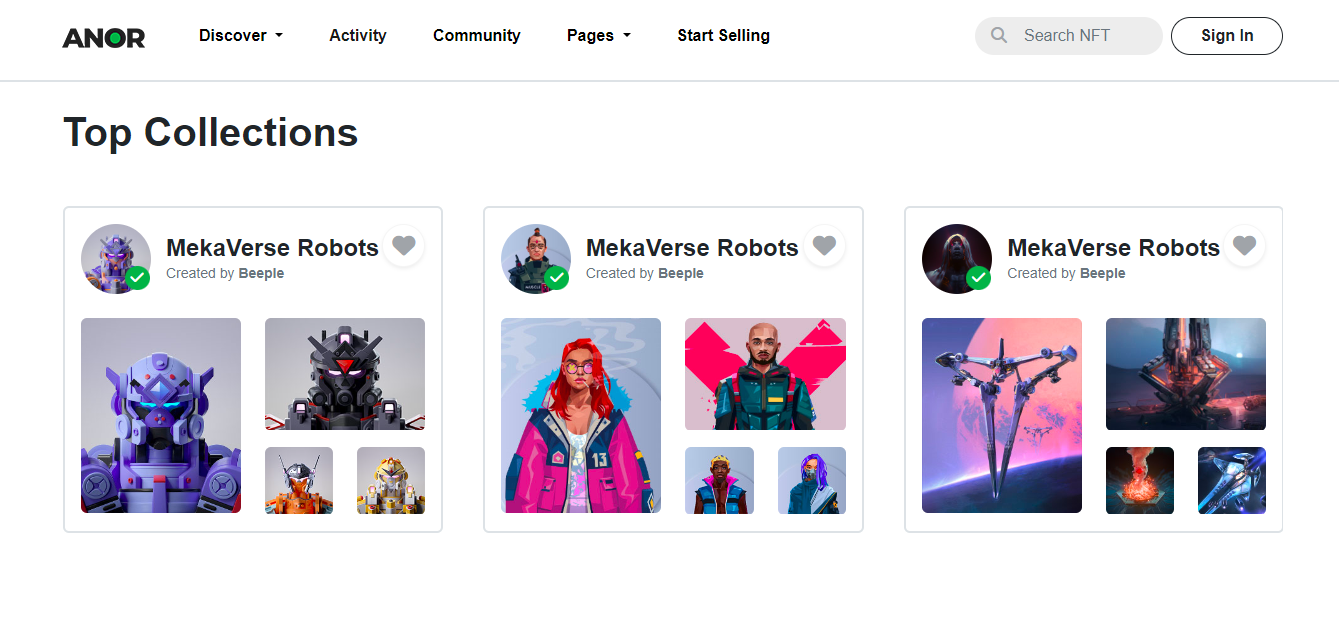 ANOR Discover Activity Community Pages Start Selling Search NFT Sign In
Top Collections
MekaVerse Robots
Created by Beeple
MekaVerse Robots
Created by Beeple
13
MekaVerse Robots
Created by Beeple